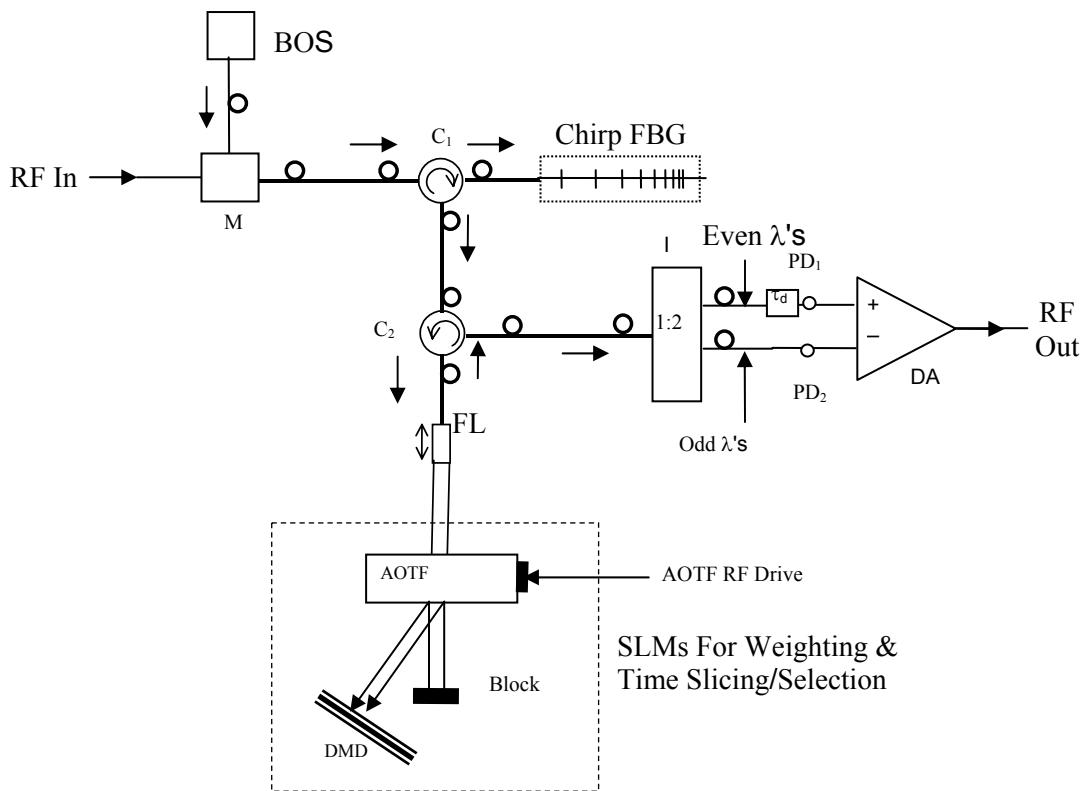 BOS
C₁
Chirp FBG
RF In
M
I
Even λ's
PD₁
τd
+
RF
Out
C₂
1:2
−
DA
PD₂
FL
Odd λ's
AOTF
AOTF RF Drive
SLMs For Weighting &
Time Slicing/Selection
Block
DMD